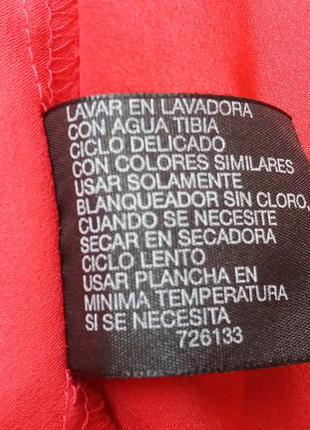 LAVAR EN LAVADORA
CON AGUA TIBIA
CICLO DELICADO
CON COLORES SIMILARES
USAR SOLAMENTE
BLANQUEADOR SIN CLORO,
CUANDO SE NECESITE
SECAR EN SECADORA
CICLO LENTO
USAR PLANCHA EN
MINIMA TEMPERATURA
SI SE NECESITA
726133